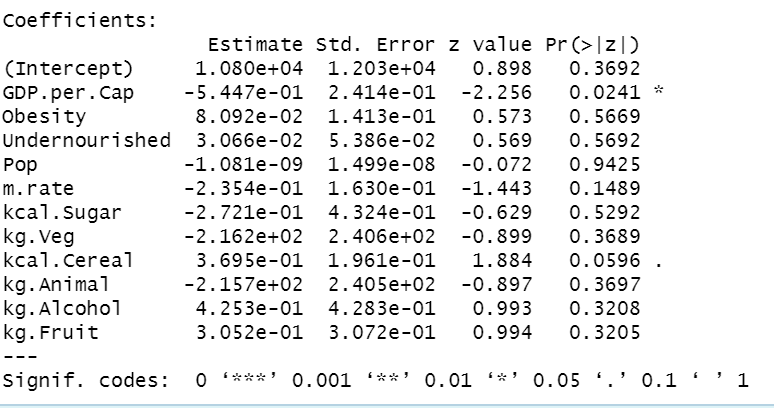 Coefficients:
Estimate Std. Error z value Pr(>|z|)
(Intercept) 1.080e+04 1.203e+04 0.898 0.3692
GDP.per.Cap -5.447e-01 2.414e-01 -2.256 0.0241 *
Obesity 8.092e-02 1.413e-01 0.573 0.5669
Undernourished 3.066e-02 5.386e-02 0.569 0.5692
Pop -1.081e-09 1.499e-08 -0.072 0.9425
m.rate -2.354e-01 1.630e-01 -1.443 0.1489
kcal.Sugar -2.721e-01 4.324e-01 -0.629 0.5292
kg.Veg -2.162e+02 2.406e+02 -0.899 0.3689
kcal.Cereal 3.695e-01 1.961e-01 1.884 0.0596 .
kg.Animal -2.157e+02 2.405e+02 -0.897 0.3697
kg.Alcohol 4.253e-01 4.283e-01 0.993 0.3208
kg.Fruit 3.052e-01 3.072e-01 0.994 0.3205
---
Signif. codes: 0 ‘***’ 0.001 ‘**’ 0.01 ‘*’ 0.05 ‘.’ 0.1 ‘ ’ 1